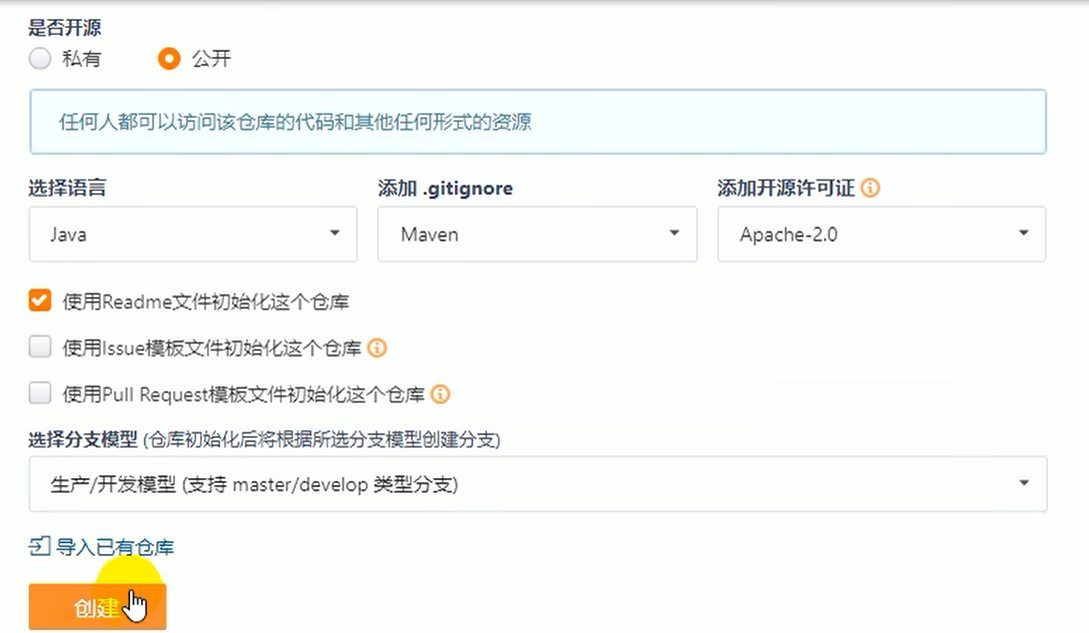 是否开源
私有 公开
任何人都可以访问该仓库的代码和其他任何形式的资源
选择语言 添加 .gitignore 添加开源许可证
Java Maven Apache-2.0
使用Readme文件初始化这个仓库
使用Issue模板文件初始化这个仓库
使用Pull Request模板文件初始化这个仓库
选择分支模型 (仓库初始化后将根据所选分支模型创建分支)
生产/开发模型 (支持 master/develop 类型分支)
导入已有仓库
创建